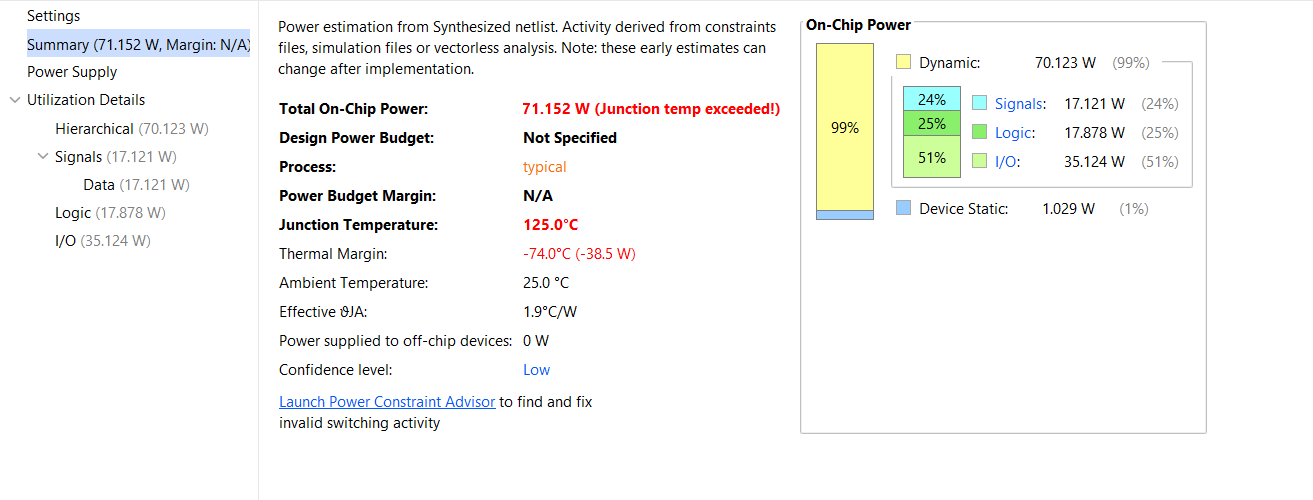 Settings
Summary (71.152 W, Margin: N/A)
Power Supply
Utilization Details
Hierarchical (70.123 W)
Signals (17.121 W)
Data (17.121 W)
Logic (17.878 W)
I/O (35.124 W)
Power estimation from Synthesized netlist. Activity derived from constraints
files, simulation files or vectorless analysis. Note: these early estimates can
change after implementation.
Total On-Chip Power: 71.152 W (Junction temp exceeded!)
Design Power Budget: Not Specified
Process: typical
Power Budget Margin: N/A
Junction Temperature: 125.0°C
Thermal Margin: -74.0°C (-38.5 W)
Ambient Temperature: 25.0 °C
Effective ϑJA: 1.9°C/W
Power supplied to off-chip devices: 0 W
Confidence level: Low
Launch Power Constraint Advisor to find and fix
invalid switching activity
On-Chip Power
Dynamic: 70.123 W (99%)
24% Signals: 17.121 W (24%)
99%
25% Logic: 17.878 W (25%)
51% I/O: 35.124 W (51%)
Device Static: 1.029 W (1%)